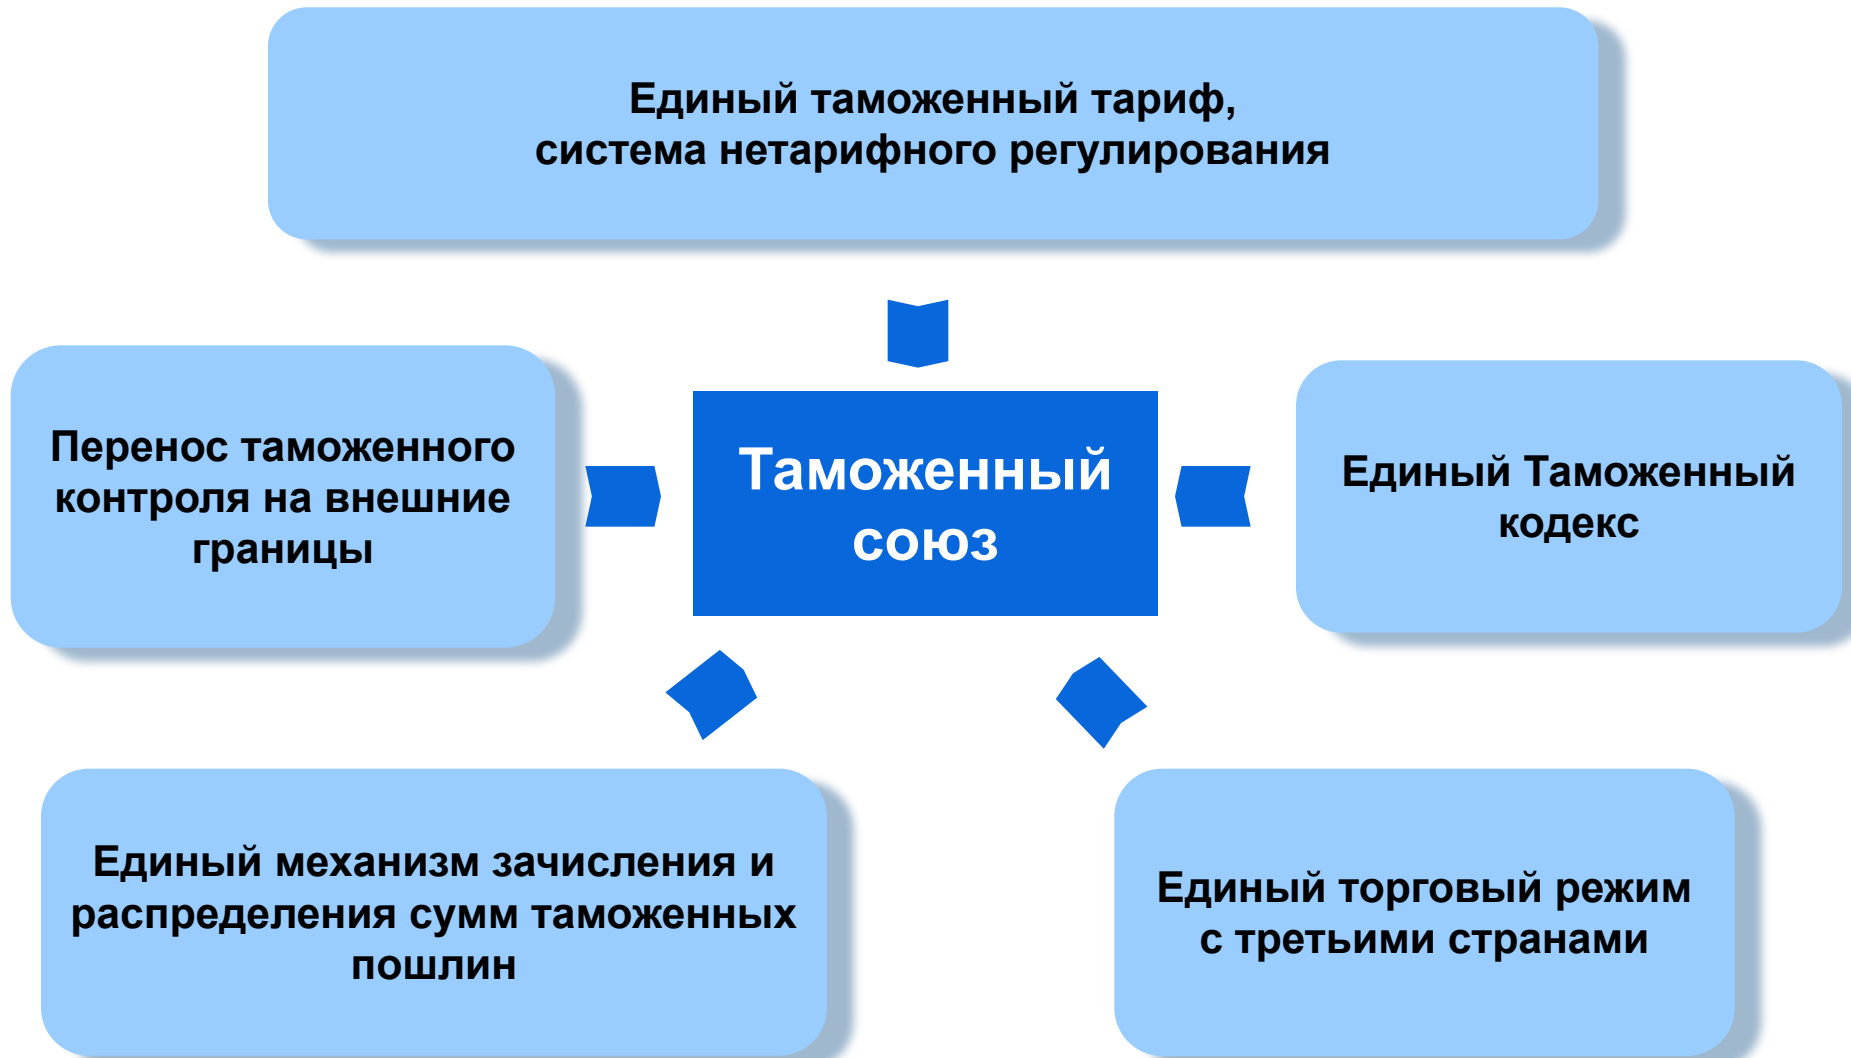 Единый таможенный тариф,
система нетарифного регулирования
Перенос таможенного
контроля на внешние
границы
Таможенный
союз
Единый Таможенный
кодекс
Единый механизм зачисления и
распределения сумм таможенных
пошлин
Единый торговый режим
с третьими странами